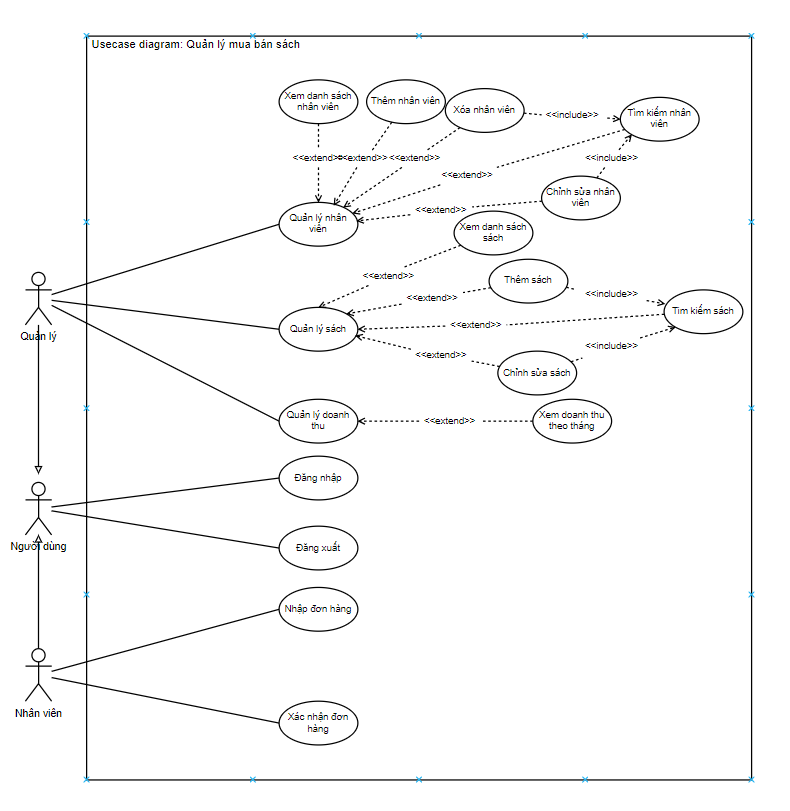 Usecase diagram: Quản lý mua bán sách
Xem danh sách
nhân viên
Thêm nhân viên
Xóa nhân viên
<<include>>
Tìm kiếm nhân
viên
<<extend>>
<<extend>>
<<extend>>
<<include>>
<<extend>>
Chỉnh sửa nhân
viên
<<extend>>
Quản lý nhân
viên
Xem danh sách
sách
<<extend>>
Thêm sách
<<include>>
<<extend>>
Tìm kiếm sách
<<extend>>
Quản lý sách
Quản lý
<<include>>
<<extend>>
Chỉnh sửa sách
Quản lý doanh
thu
<<extend>>
Xem doanh thu
theo tháng
Đăng nhập
Người dùng
Đăng xuất
Nhập đơn hàng
Nhân viên
Xác nhận đơn
hàng